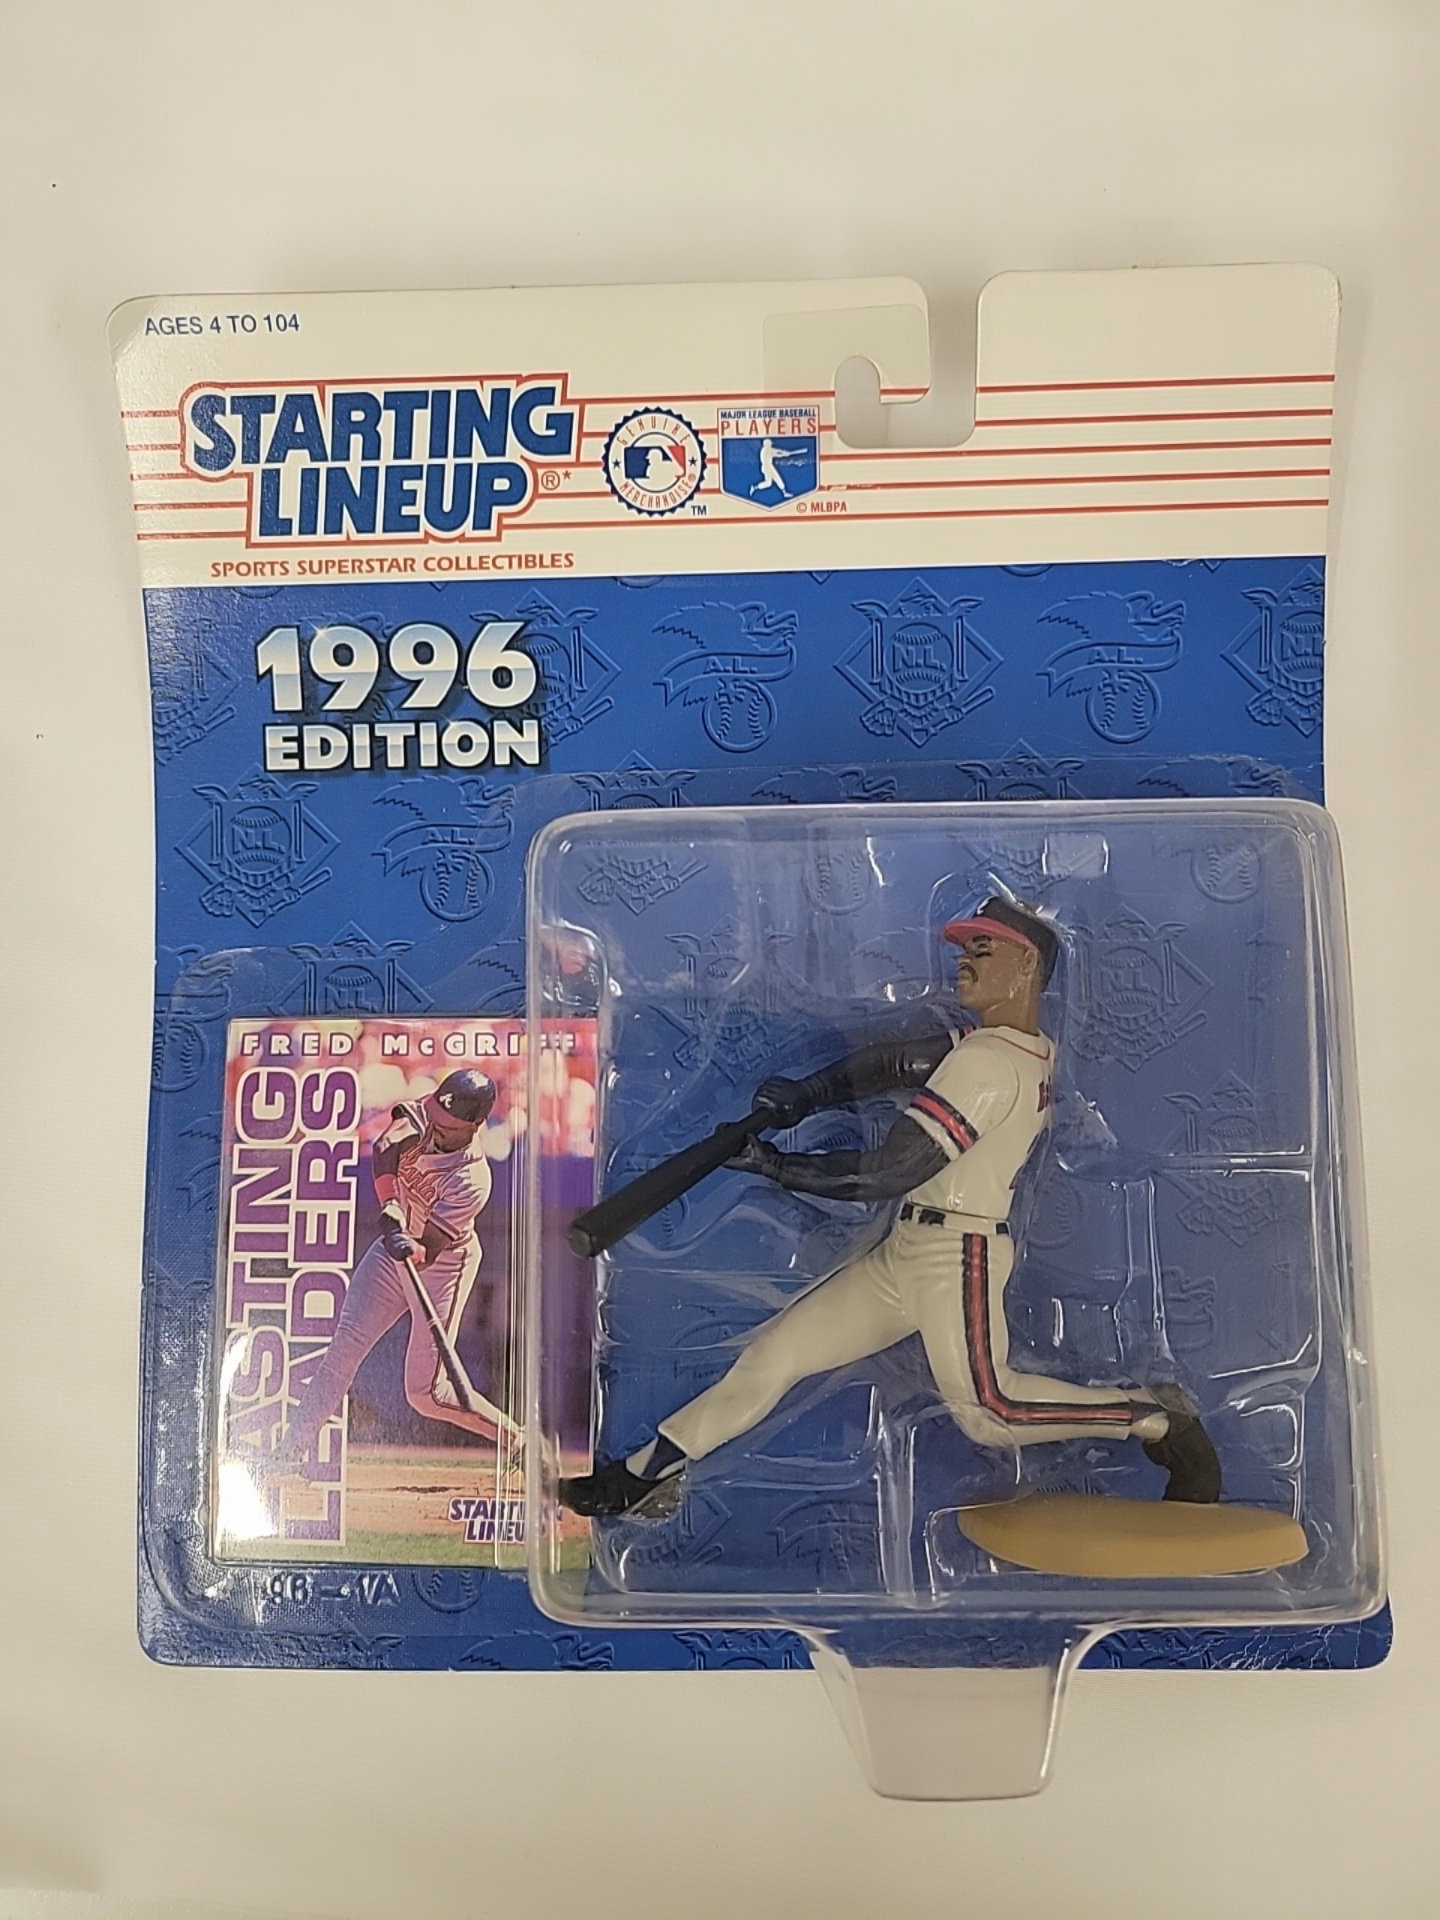 AGES 4 TO 104
STARTING
LINEUP®*
SPORTS SUPERSTAR COLLECTIBLES
GENUINE
MERCHANDISE®
TM
MAJOR LEAGUE BASEBALL
PLAYERS
© MLBPA
1996
EDITION
A.L.
N.L.
A.L.
N.L.
A.L.
N.L.
FRED McGRIFF
LASTING
LEADERS
A
STARTING
LINEUP